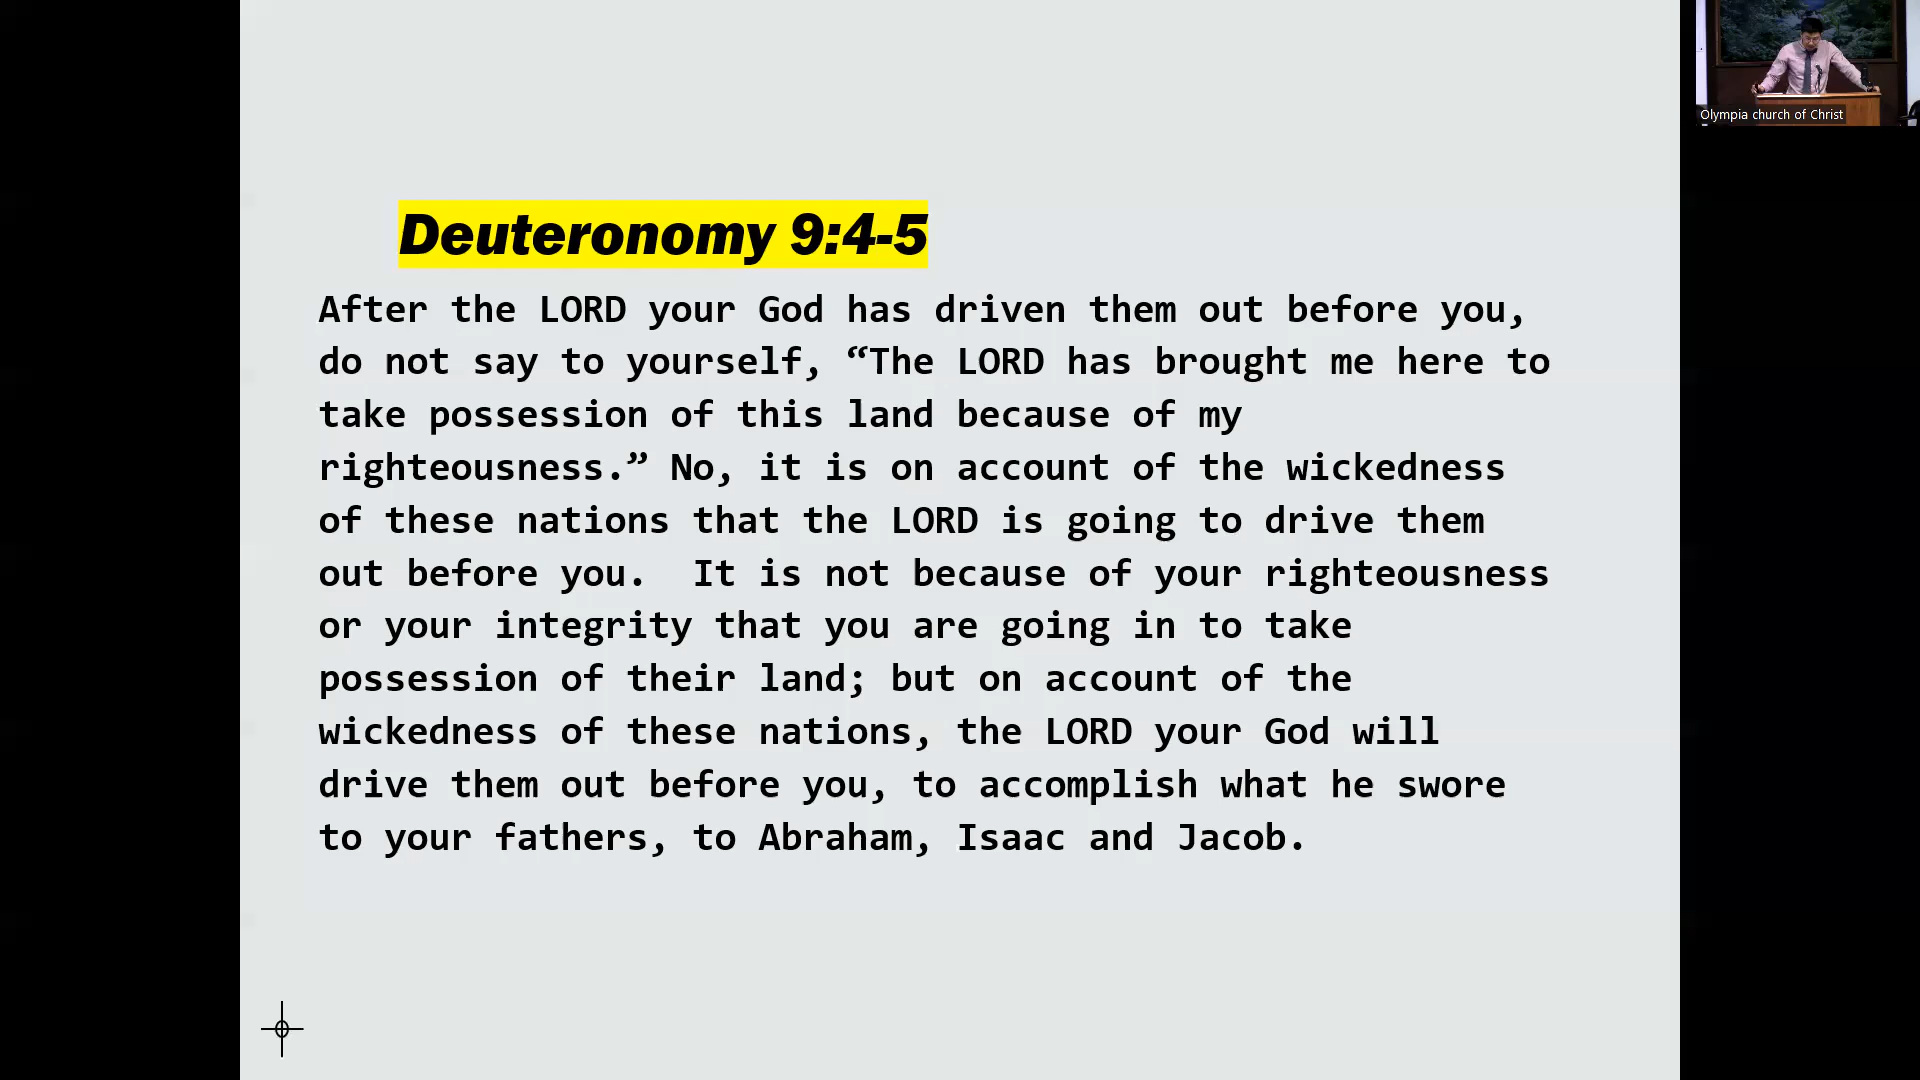 Deuteronomy 9:4-5
After the LORD your God has driven them out before you,
do not say to yourself, “The LORD has brought me here to
take possession of this land because of my
righteousness.” No, it is on account of the wickedness
of these nations that the LORD is going to drive them
out before you.  It is not because of your righteousness
or your integrity that you are going in to take
possession of their land; but on account of the
wickedness of these nations, the LORD your God will
drive them out before you, to accomplish what he swore
to your fathers, to Abraham, Isaac and Jacob.
Olympia church of Christ